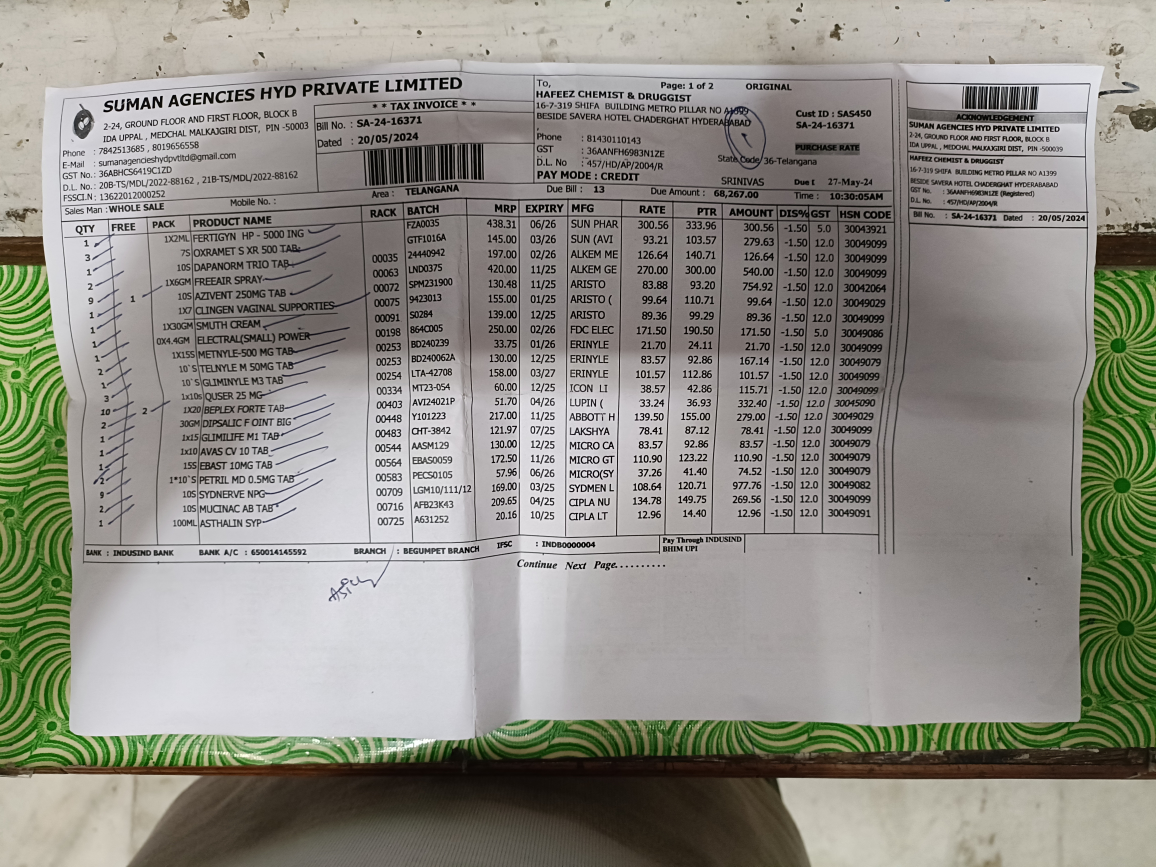 SUMAN AGENCIES HYD PRIVATE LIMITED
2-24, GROUND FLOOR AND FIRST FLOOR, BLOCK B
IDA UPPAL , MEDCHAL MALKAJGIRI DIST, PIN -50003
Phone : 7842513685 , 8019656558
E-Mail : sumanagencieshydpvtltd@gmail.com
GST No.: 36ABHCS6419C1ZD
D.L. No.: 20B-TS/MDL/2022-88162 , 21B-TS/MDL/2022-88162
FSSCI.N : 13622012000252
* * TAX INVOICE * *
Bill No. : SA-24-16371
Dated : 20/05/2024
To,
Page: 1 of 2 ORIGINAL
HAFEEZ CHEMIST & DRUGGIST
16-7-319 SHIFA BUILDING METRO PILLAR NO A1399
BESIDE SAVERA HOTEL CHADERGHAT HYDERABABAD
,
Phone : 81430110143
GST : 36AANFH6983N1ZE
D.L. No : 457/HD/AP/2004/R
State Code : 36-Telangana
PAY MODE : CREDIT
SRINIVAS
Cust ID : SAS450
SA-24-16371
PURCHASE RATE
Due t 27-May-24
Sales Man : WHOLE SALE Mobile No. : Area : TELANGANA Due Bill : 13 Due Amount : 68,267.00 Time : 10:30:05AM
QTY FREE PACK PRODUCT NAME RACK BATCH MRP EXPIRY MFG RATE PTR AMOUNT DIS% GST HSN CODE
1 1X2ML FERTIGYN HP - 5000 ING FZA0035 438.31 06/26 SUN PHAR 300.56 333.96 300.56 -1.50 5.0 30043921
3 7S OXRAMET S XR 500 TAB GTF1016A 145.00 03/26 SUN (AVI 93.21 103.57 279.63 -1.50 12.0 30049099
1 10S DAPANORM TRIO TAB 00035 24440942 197.00 02/26 ALKEM ME 126.64 140.71 126.64 -1.50 12.0 30049099
2 1X6GM FREEAIR SPRAY 00063 LND0375 420.00 11/25 ALKEM GE 270.00 300.00 540.00 -1.50 12.0 30049099
9 1 10S AZIVENT 250MG TAB 00072 SPM231900 130.48 11/25 ARISTO 83.88 93.20 754.92 -1.50 12.0 30042064
1 1X7 CLINGEN VAGINAL SUPPORTIES 00075 9423013 155.00 01/25 ARISTO ( 99.64 110.71 99.64 -1.50 12.0 30049029
1 1X30GM SMUTH CREAM 00091 S0284 139.00 12/25 ARISTO 89.36 99.29 89.36 -1.50 12.0 30049099
1 0X4.4GM ELECTRAL(SMALL) POWER 00198 864C005 250.00 02/26 FDC ELEC 171.50 190.50 171.50 -1.50 5.0 30049086
1 1X15S METNYLE-500 MG TAB 00253 BD240239 33.75 01/26 ERINYLE 21.70 24.11 21.70 -1.50 12.0 30049099
2 10`S TELNYLE M 50MG TAB 00253 BD240062A 130.00 12/25 ERINYLE 83.57 92.86 167.14 -1.50 12.0 30049099
1 10`S GLIMINYLE M3 TAB 00254 LTA-42708 158.00 03/27 ERINYLE 101.57 112.86 101.57 -1.50 12.0 30049099
3 1x10s QUSER 25 MG 00334 MT23-054 60.00 12/25 ICON LI 38.57 42.86 115.71 -1.50 12.0 30049099
10 2 1X20 BEPLEX FORTE TAB 00403 AVI24021P 51.70 04/26 LUPIN ( 33.24 36.93 332.40 -1.50 12.0 30045090
2 30GM DIPSALIC F OINT BIG 00448 Y101223 217.00 11/25 ABBOTT H 139.50 155.00 279.00 -1.50 12.0 30049029
1 1x15 GLIMILIFE M1 TAB 00483 CHT-3842 121.97 07/25 LAKSHYA 78.41 87.12 78.41 -1.50 12.0 30049099
1 1x10 AVAS CV 10 TAB 00544 AASM129 130.00 12/25 MICRO CA 83.57 92.86 83.57 -1.50 12.0 30049079
1 15S EBAST 10MG TAB 00564 EBAS0059 172.50 11/26 MICRO GT 110.90 123.22 110.90 -1.50 12.0 30049079
2 1*10`S PETRIL MD 0.5MG TAB 00583 PECS0105 57.96 06/26 MICRO(SY 37.26 41.40 74.52 -1.50 12.0 30049079
9 10S SYDNERVE NPG 00709 LGM10/111/12 169.00 03/25 SYDMEN L 108.64 120.71 977.76 -1.50 12.0 30049082
2 10S MUCINAC AB TAB 00716 AFB23K43 209.65 04/25 CIPLA NU 134.78 149.75 269.56 -1.50 12.0 30049099
1 100ML ASTHALIN SYP 00725 A631252 20.16 10/25 CIPLA LT 12.96 14.40 12.96 -1.50 12.0 30049091
BANK : INDUSIND BANK BANK A/C : 650014145592 BRANCH : BEGUMPET BRANCH IFSC : INDB0000004 Pay Through INDUSIND
BHIM UPI
Continue Next Page..........
ACKNOWLEDGEMENT
SUMAN AGENCIES HYD PRIVATE LIMITED
2-24, GROUND FLOOR AND FIRST FLOOR, BLOCK B
IDA UPPAL , MEDCHAL MALKAJGIRI DIST, PIN -500039
HAFEEZ CHEMIST & DRUGGIST
16-7-319 SHIFA BUILDING METRO PILLAR NO A1399
BESIDE SAVERA HOTEL CHADERGHAT HYDERABABAD
GST No. : 36AANFH6983N1ZE (Registered)
D.L. No. : 457/HD/AP/2004/R
Bill No. : SA-24-16371 Dated : 20/05/2024